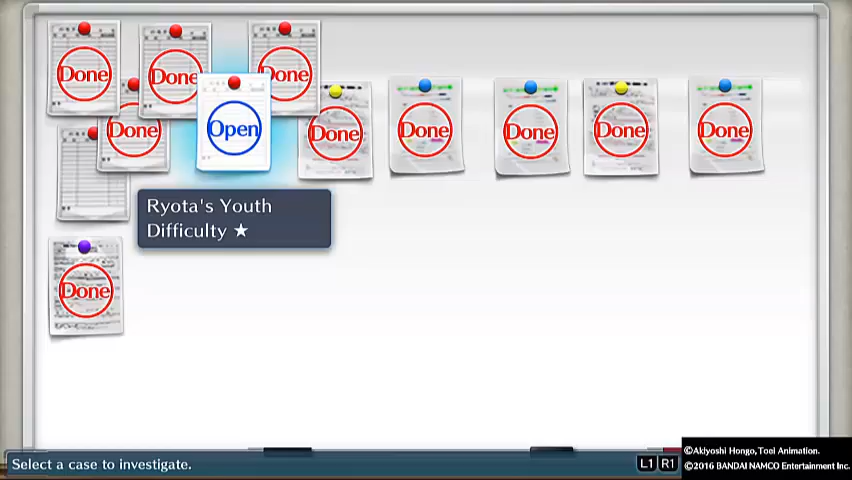 Done
Done
Done
Done
Open
Done
Done
Done
Done
Done
Ryota's Youth
Difficulty ★
Done
Select a case to investigate.
L1 R1
©Akiyoshi Hongo,Toei Animation.
©2016 BANDAI NAMCO Entertainment Inc.